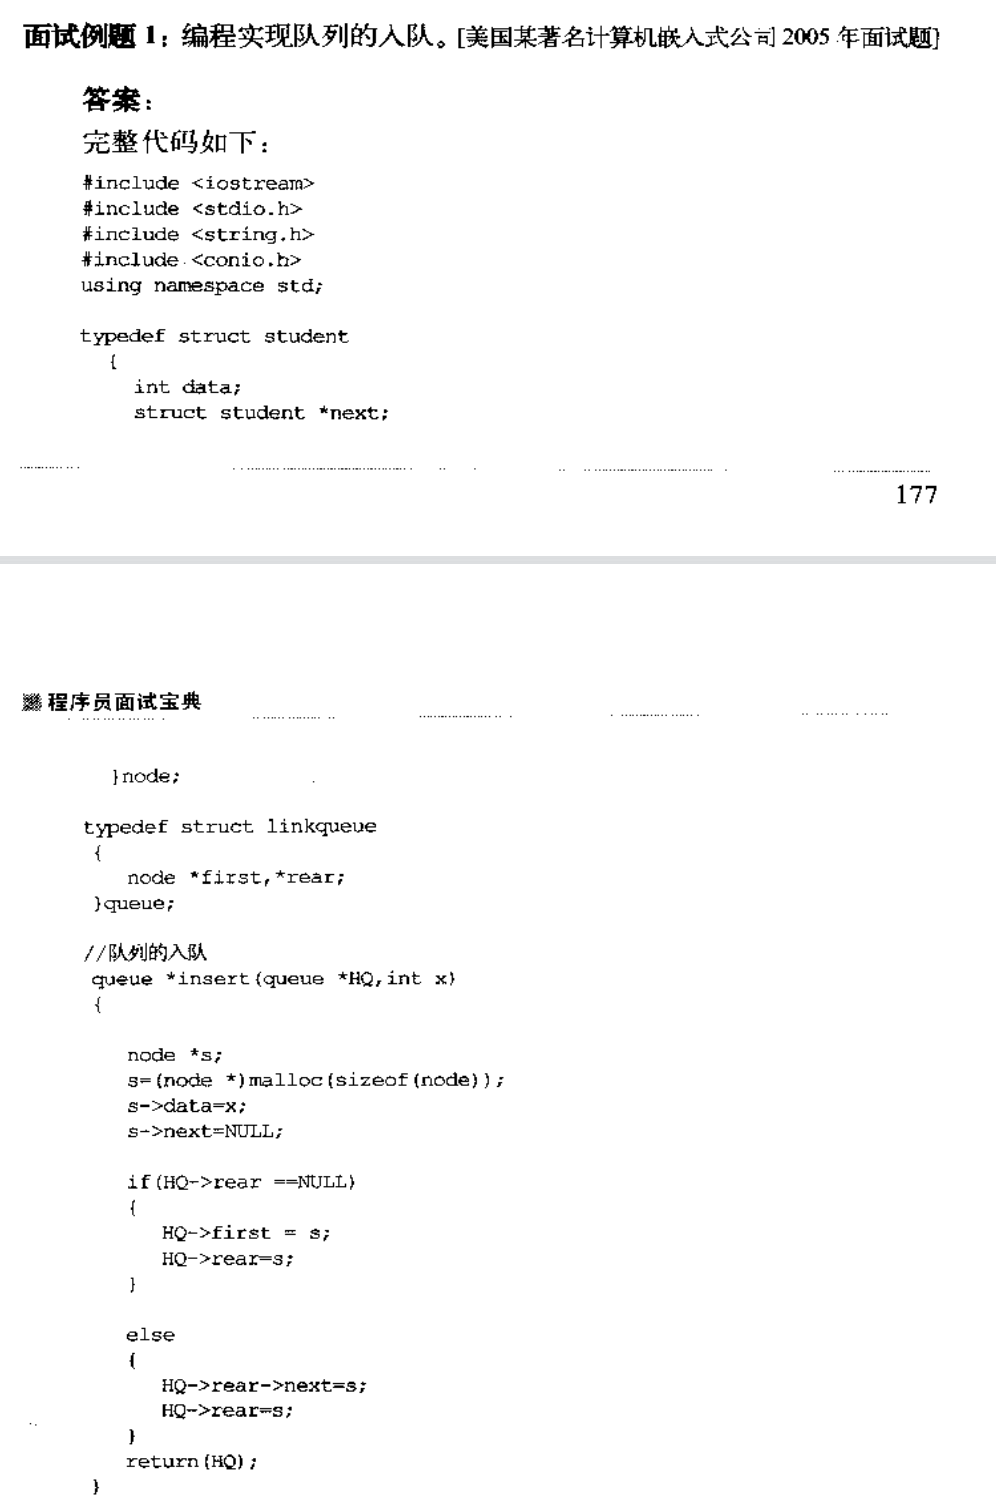 面试例题 1：编程实现队列的入队。[美国某著名计算机嵌入式公司 2005 年面试题]
答案：
完整代码如下：
#include <iostream>
#include <stdio.h>
#include <string.h>
#include <conio.h>
using namespace std;
typedef struct student
{
int data;
struct student *next;
177
程序员面试宝典
}node;
typedef struct linkqueue
{
node *first,*rear;
}queue;
//队列的入队
queue *insert(queue *HQ,int x)
{
node *s;
s=(node *)malloc(sizeof(node));
s->data=x;
s->next=NULL;
if(HQ->rear ==NULL)
{
HQ->first = s;
HQ->rear=s;
}
else
{
HQ->rear->next=s;
HQ->rear=s;
}
return(HQ);
}